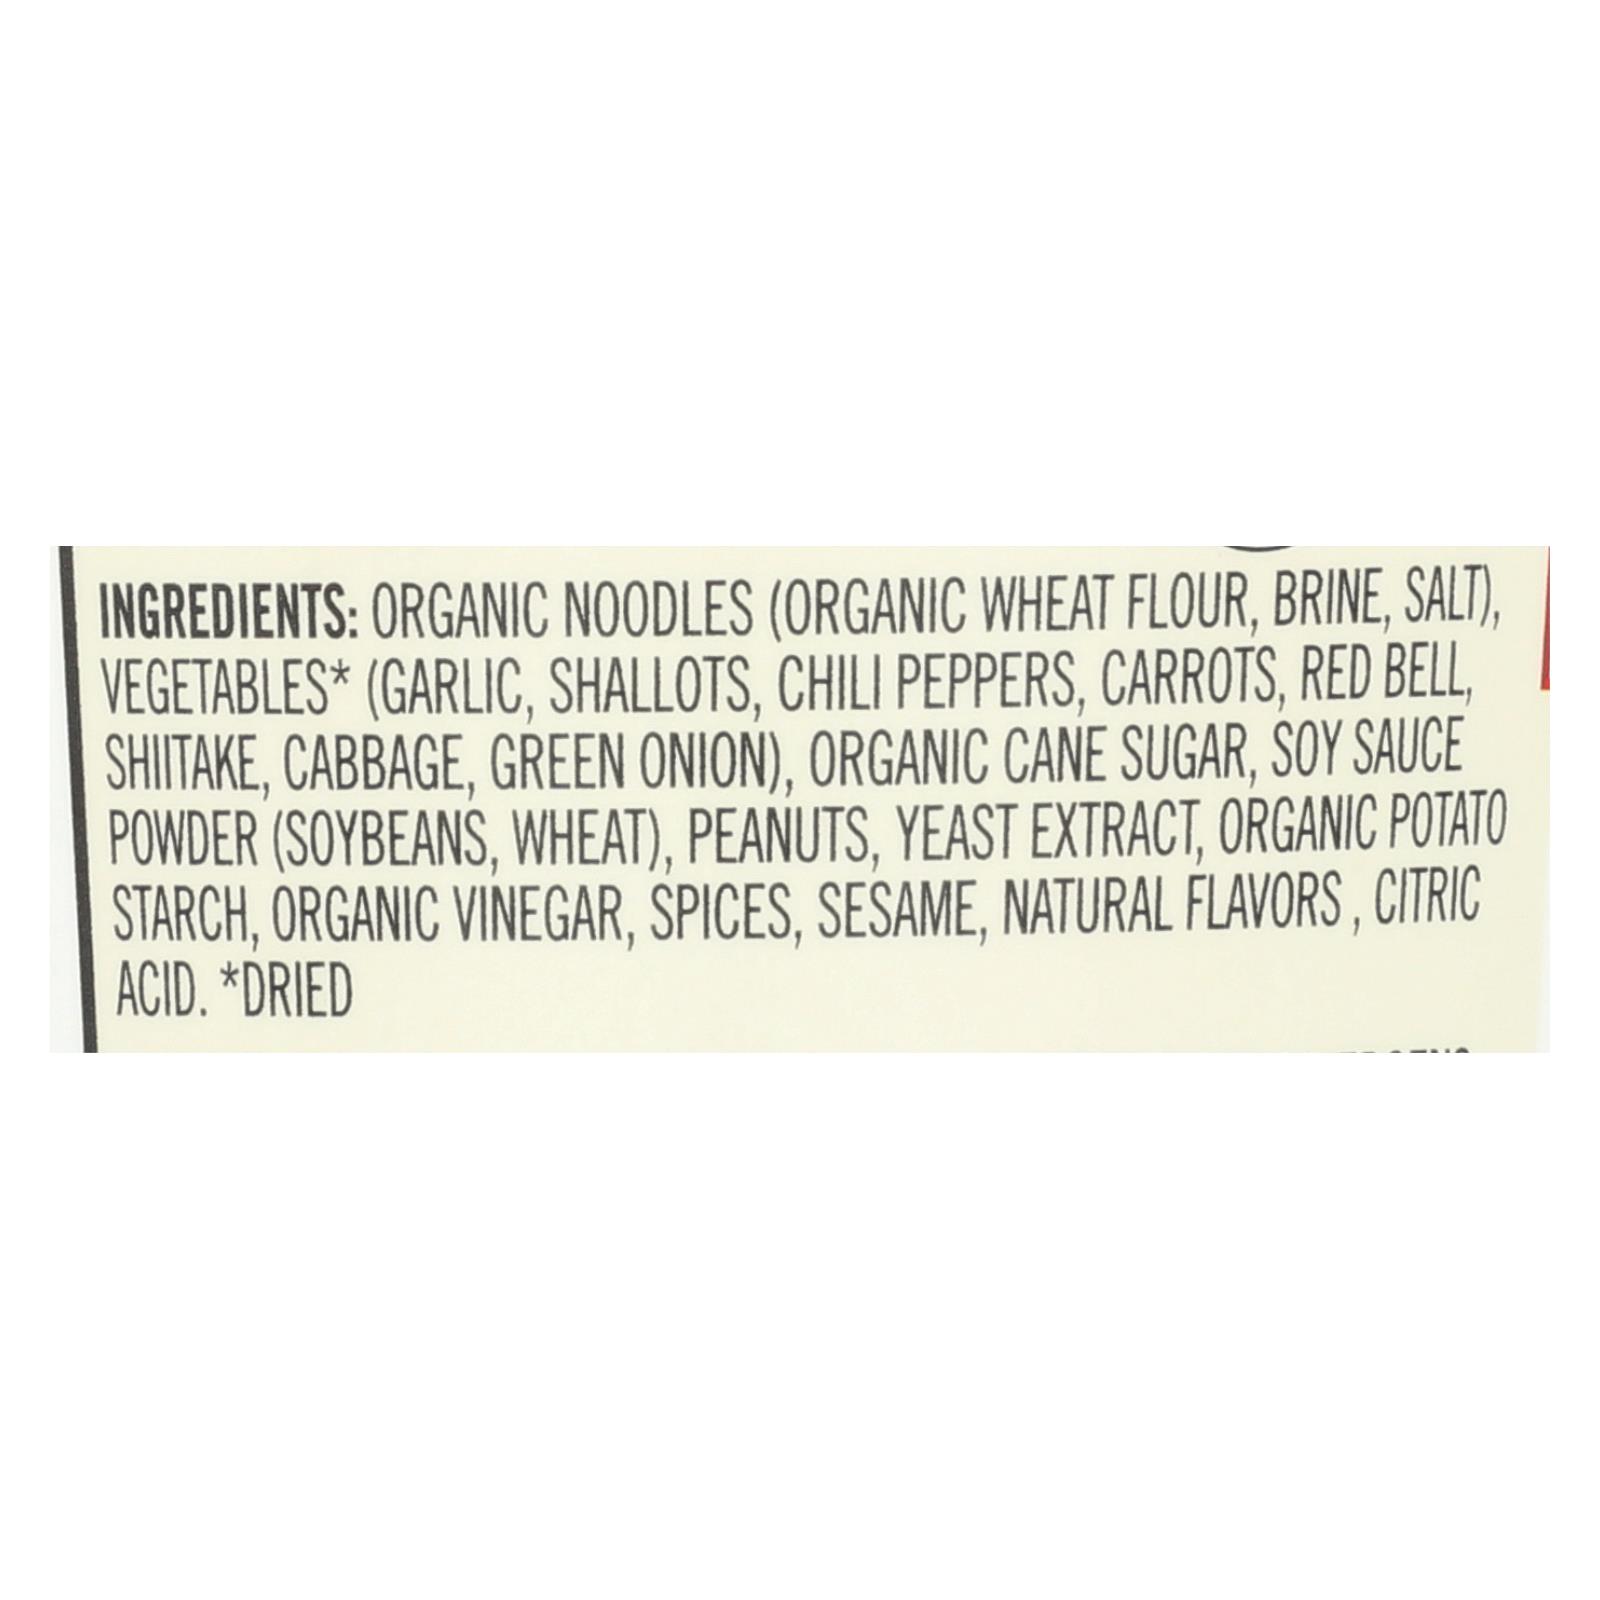 INGREDIENTS: ORGANIC NOODLES (ORGANIC WHEAT FLOUR, BRINE, SALT),
VEGETABLES* (GARLIC, SHALLOTS, CHILI PEPPERS, CARROTS, RED BELL,
SHIITAKE, CABBAGE, GREEN ONION), ORGANIC CANE SUGAR, SOY SAUCE
POWDER (SOYBEANS, WHEAT), PEANUTS, YEAST EXTRACT, ORGANIC POTATO
STARCH, ORGANIC VINEGAR, SPICES, SESAME, NATURAL FLAVORS , CITRIC
ACID. *DRIED